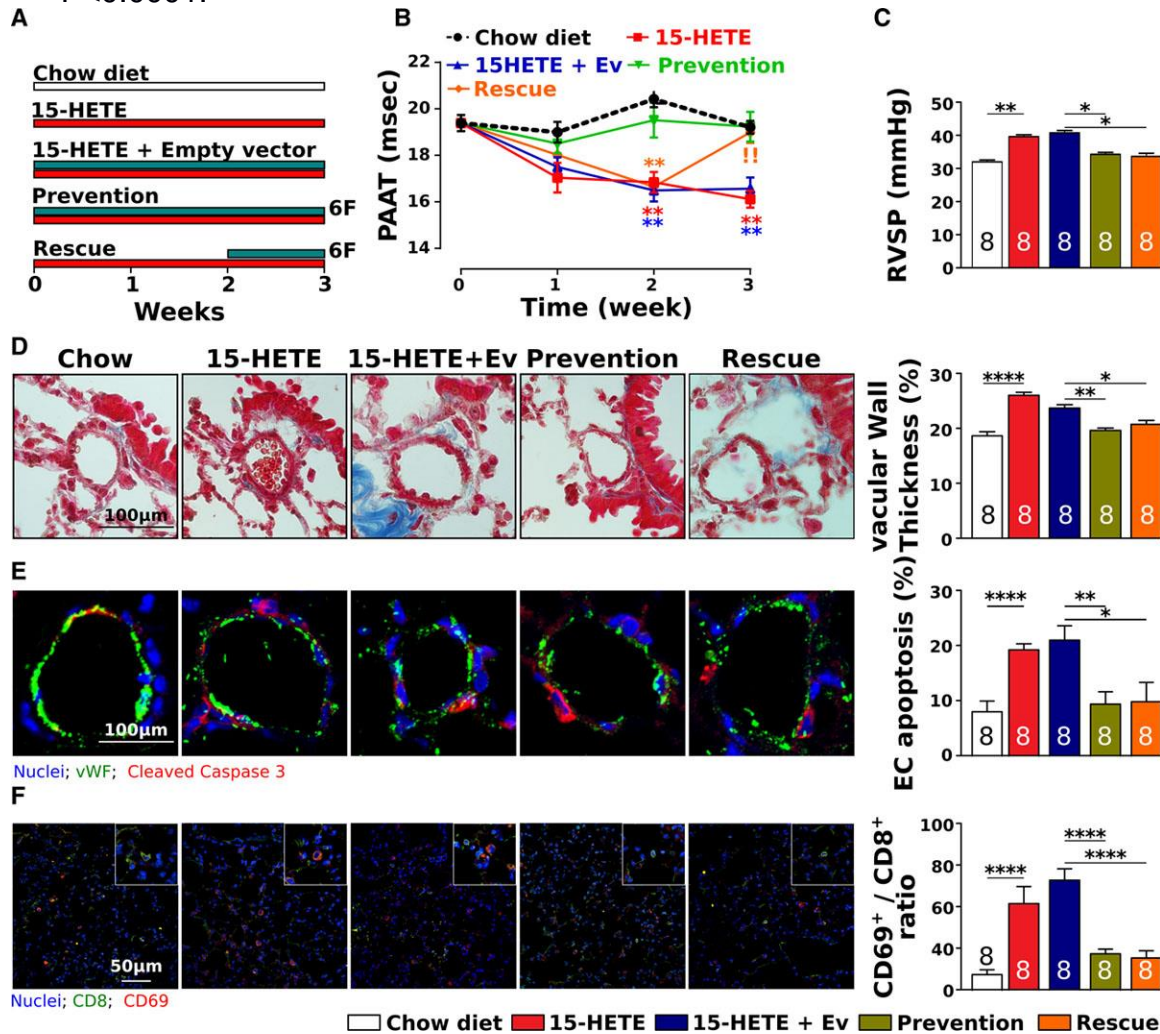 A
Chow diet
15-HETE
15-HETE + Empty vector
Prevention
6F
Rescue
6F
0 1 2 3
Weeks
B
Chow diet 15-HETE
15HETE + Ev Prevention
Rescue
PAAT (msec)
22
20
18
16
14
** !!
** **
** **
0 1 2 3
Time (week)
C
RVSP (mmHg)
50
40
30
20
10
0
** *
*
8 8 8 8 8
D
Chow 15-HETE 15-HETE+Ev Prevention Rescue
100µm
vacular Wall
Thickness (%)
30
20
10
0
**** *
**
8 8 8 8 8
E
100µm
Nuclei; vWF; Cleaved Caspase 3
EC apoptosis (%)
30
20
10
0
**** **
*
8 8 8 8 8
F
50µm
Nuclei; CD8; CD69
CD69+ / CD8+
ratio
100
80
60
40
20
0
****
****
****
8 8 8 8 8
Chow diet 15-HETE 15-HETE + Ev Prevention Rescue